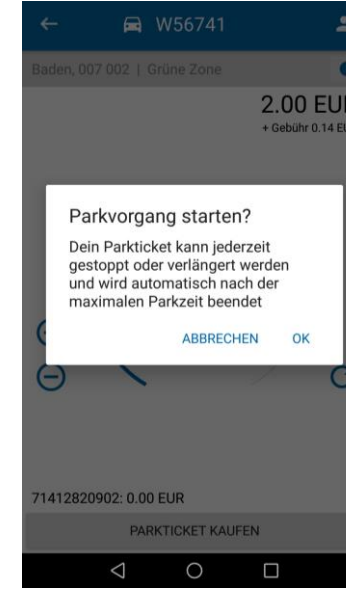 W56741
Baden, 007 002 | Grüne Zone
2.00 EU
+ Gebühr 0.14 E
Parkvorgang starten?
Dein Parkticket kann jederzeit
gestoppt oder verlängert werden
und wird automatisch nach der
maximalen Parkzeit beendet
ABBRECHEN OK
71412820902: 0.00 EUR
PARKTICKET KAUFEN